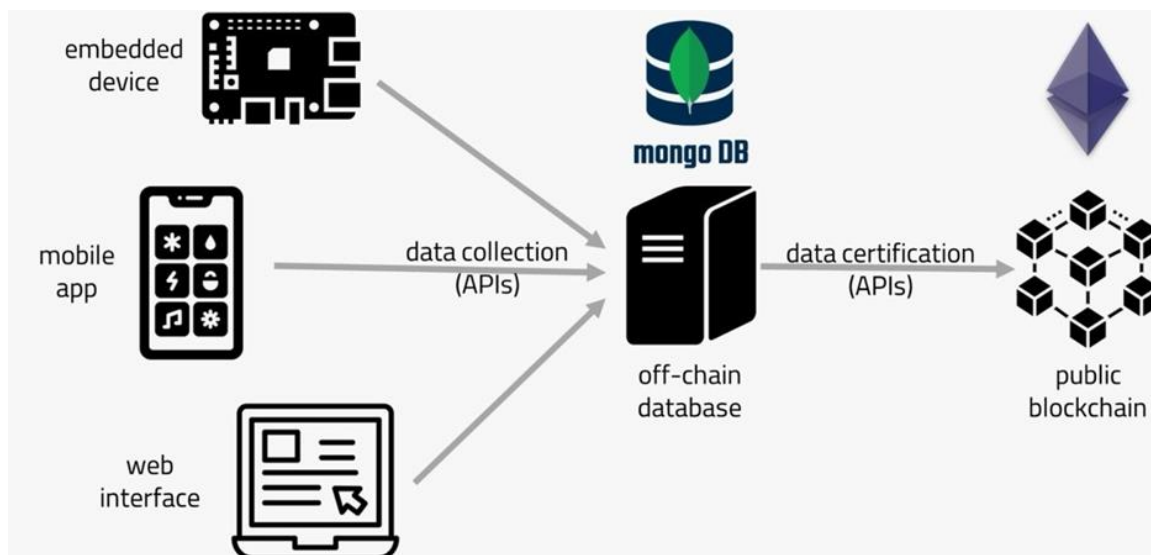 embedded
device
mongo DB
mobile
app
data collection
(APIs)
data certification
(APIs)
off-chain
database
public
blockchain
web
interface